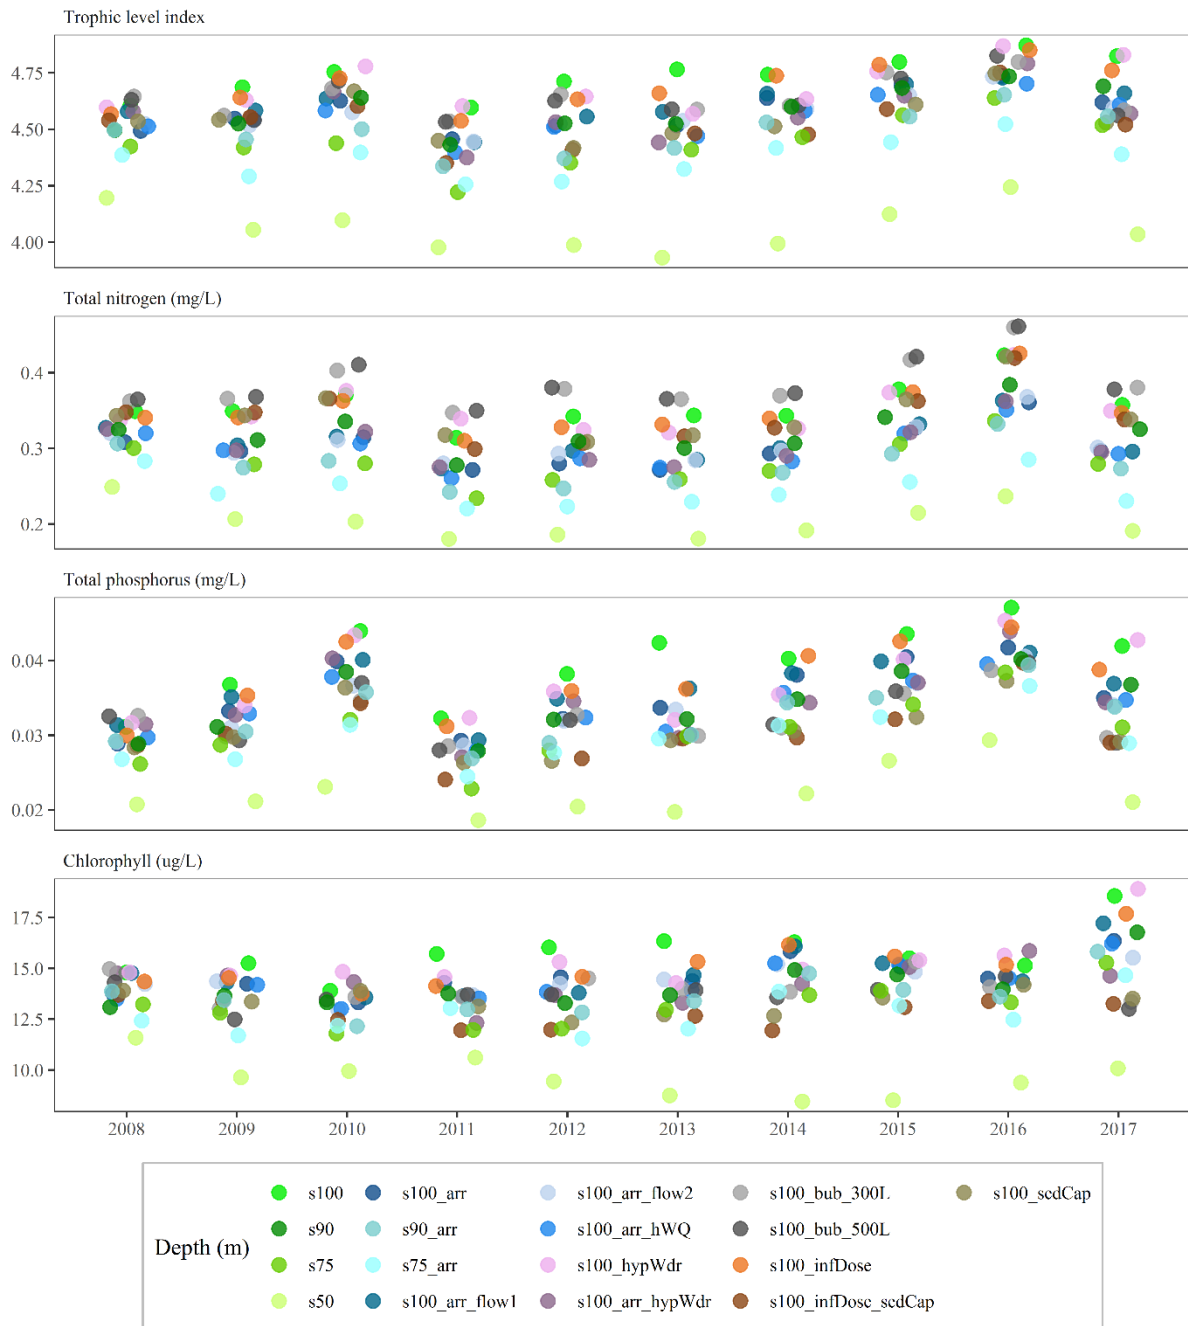 Trophic level index
4.75
4.50
4.25
4.00
Total nitrogen (mg/L)
0.4
0.3
0.2
Total phosphorus (mg/L)
0.04
0.03
0.02
Chlorophyll (ug/L)
17.5
15.0
12.5
10.0
2008 2009 2010 2011 2012 2013 2014 2015 2016 2017
Depth (m)
s100 s100_arr s100_arr_flow2 s100_bub_300L s100_sedCap
s90 s90_arr s100_arr_hWQ s100_bub_500L
s75 s75_arr s100_hypWdr s100_infDose
s50 s100_arr_flow1 s100_arr_hypWdr s100_infDose_sedCap